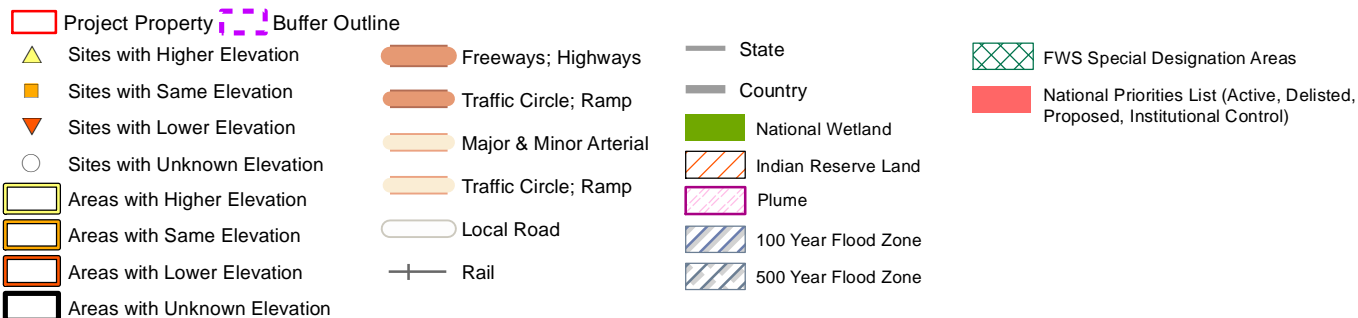 Project Property Buffer Outline
Sites with Higher Elevation
Sites with Same Elevation
Sites with Lower Elevation
Sites with Unknown Elevation
Areas with Higher Elevation
Areas with Same Elevation
Areas with Lower Elevation
Areas with Unknown Elevation
Freeways; Highways
Traffic Circle; Ramp
Major & Minor Arterial
Traffic Circle; Ramp
Local Road
Rail
State
Country
National Wetland
Indian Reserve Land
Plume
100 Year Flood Zone
500 Year Flood Zone
FWS Special Designation Areas
National Priorities List (Active, Delisted,
Proposed, Institutional Control)